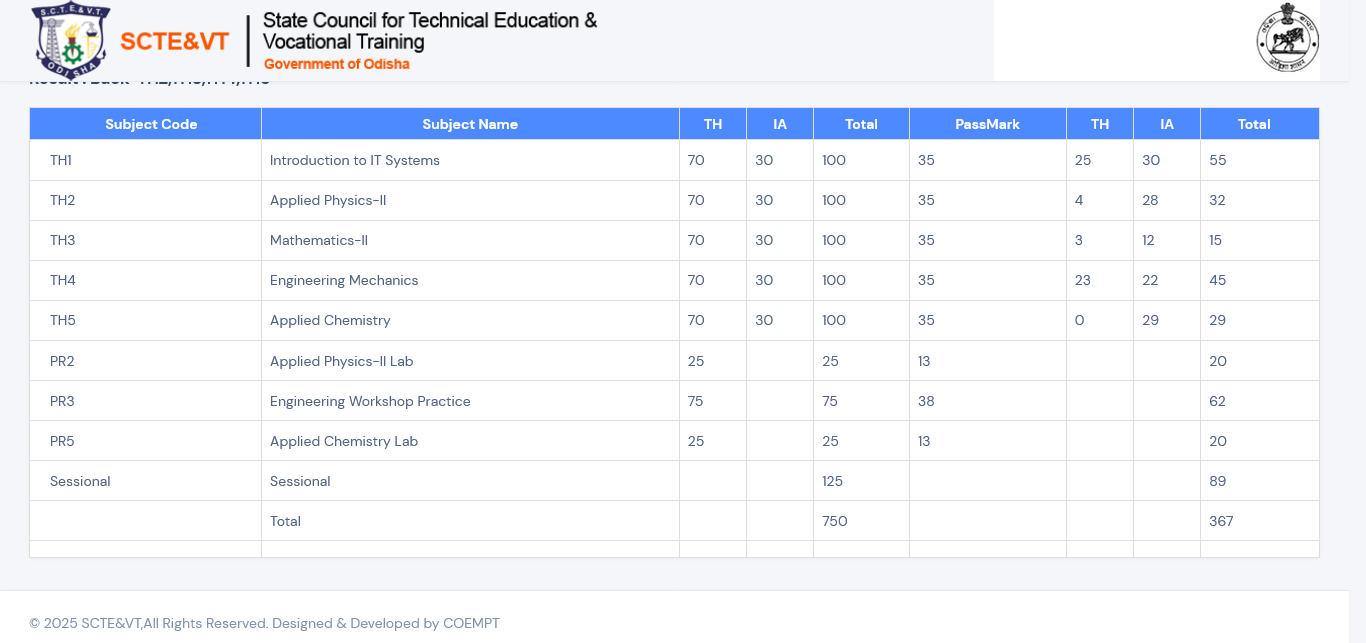 S.C.T.E.&V.T.
ODISHA
SCTE&VT
State Council for Technical Education &
Vocational Training
Government of Odisha
Subject Code Subject Name TH IA Total PassMark TH IA Total
TH1 Introduction to IT Systems 70 30 100 35 25 30 55
TH2 Applied Physics-II 70 30 100 35 4 28 32
TH3 Mathematics-II 70 30 100 35 3 12 15
TH4 Engineering Mechanics 70 30 100 35 23 22 45
TH5 Applied Chemistry 70 30 100 35 0 29 29
PR2 Applied Physics-II Lab 25 25 13 20
PR3 Engineering Workshop Practice 75 75 38 62
PR5 Applied Chemistry Lab 25 25 13 20
Sessional Sessional 125 89
Total 750 367
© 2025 SCTE&VT,All Rights Reserved. Designed & Developed by COEMPT